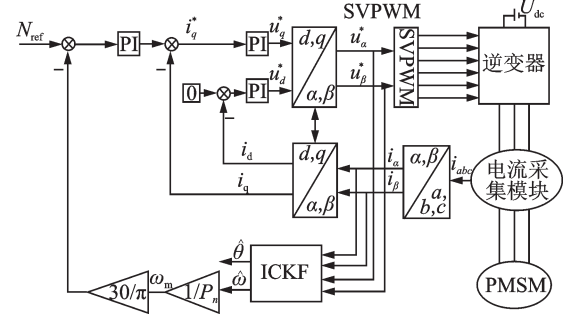 SVPWM
U_dc
N_ref
i_q^*
u_q^*
d,q
u_α^*
PI
PI
SVPWM
逆变器
u_d^*
u_β^*
0
PI
α,β
i_d
d,q
i_α
α,β
i_abc
电流采
集模块
i_β
i_q
α,β
a,
b,c
θ̂
ICKF
ω̂
ω_m
30/π
1/P_n
PMSM